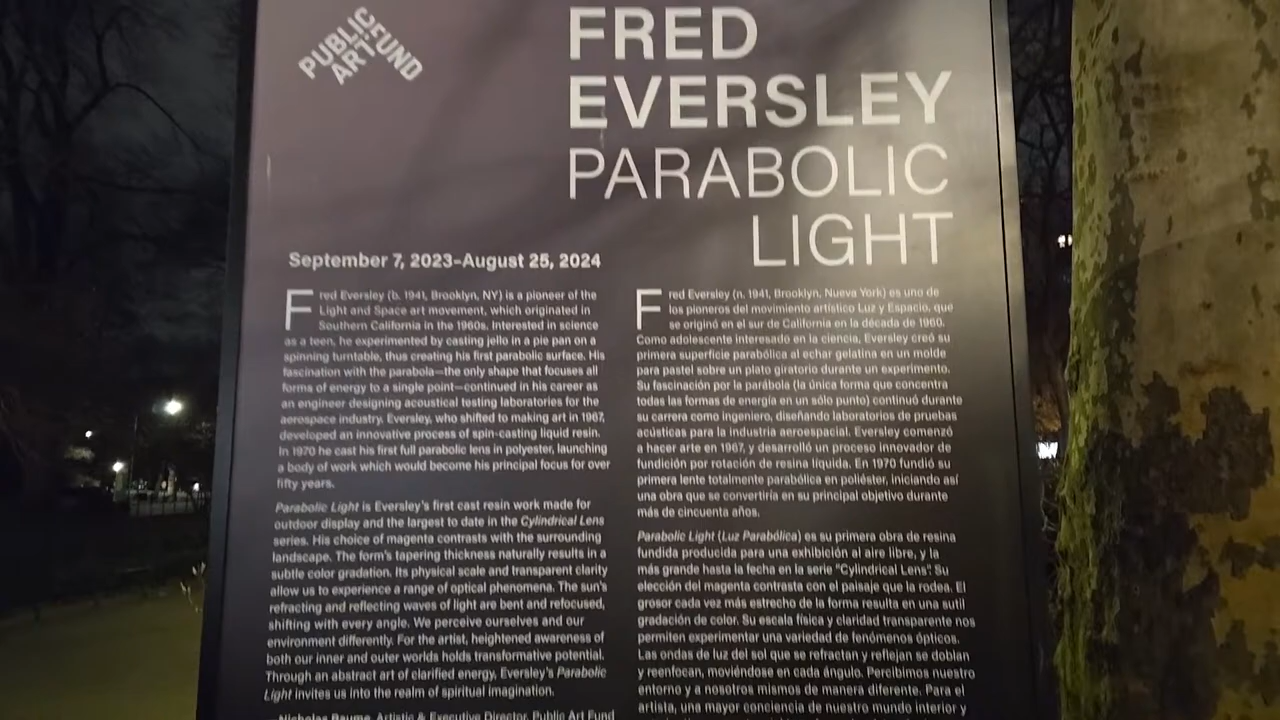 PUBLIC
ART FUND
FRED
EVERSLEY
PARABOLIC
LIGHT
September 7, 2023–August 25, 2024
Fred Eversley (b. 1941, Brooklyn, NY) is a pioneer of the
Light and Space art movement, which originated in
Southern California in the 1960s. Interested in science
as a teen, he experimented by casting jello in a pie pan on a
spinning turntable, thus creating his first parabolic surface. His
fascination with the parabola—the only shape that focuses all
forms of energy to a single point—continued in his career as
an engineer designing acoustical testing laboratories for the
aerospace industry. Eversley, who shifted to making art in 1967,
developed an innovative process of spin-casting liquid resin.
In 1970 he cast his first full parabolic lens in polyester, launching
a body of work which would become his principal focus for over
fifty years.
Parabolic Light is Eversley's first cast resin work made for
outdoor display and the largest to date in the Cylindrical Lens
series. His choice of magenta contrasts with the surrounding
landscape. The form's tapering thickness naturally results in a
subtle color gradation. Its physical scale and transparent clarity
allow us to experience a range of optical phenomena. The sun's
refracting and reflecting waves of light are bent and refocused,
shifting with every angle. We perceive ourselves and our
environment differently. For the artist, heightened awareness of
both our inner and outer worlds holds transformative potential.
Through an abstract art of clarified energy, Eversley's Parabolic
Light invites us into the realm of spiritual imagination.
Nicholas Baume, Artistic & Executive Director, Public Art Fund
Fred Eversley (n. 1941, Brooklyn, Nueva York) es uno de
los pioneros del movimiento artístico Luz y Espacio, que
se originó en el sur de California en la década de 1960.
Como adolescente interesado en la ciencia, Eversley creó su
primera superficie parabólica al echar gelatina en un molde
para pastel sobre un plato giratorio durante un experimento.
Su fascinación por la parábola (la única forma que concentra
todas las formas de energía en un sólo punto) continuó durante
su carrera como ingeniero, diseñando laboratorios de pruebas
acústicas para la industria aeroespacial. Eversley comenzó
a hacer arte en 1967, y desarrolló un proceso innovador de
fundición por rotación de resina líquida. En 1970 fundió su
primera lente totalmente parabólica en poliéster, iniciando así
una obra que se convertiría en su principal objetivo durante
más de cincuenta años.
Parabolic Light (Luz Parabólica) es su primera obra de resina
fundida producida para una exhibición al aire libre, y la
más grande hasta la fecha en la serie "Cylindrical Lens". Su
elección del magenta contrasta con el paisaje que la rodea. El
grosor cada vez más estrecho de la forma resulta en una sutil
gradación de color. Su escala física y claridad transparente nos
permiten experimentar una variedad de fenómenos ópticos.
Las ondas de luz del sol que se refractan y reflejan se doblan
y reenfocan, moviéndose en cada ángulo. Percibimos nuestro
entorno y a nosotros mismos de manera diferente. Para el
artista, una mayor conciencia de nuestro mundo interior y